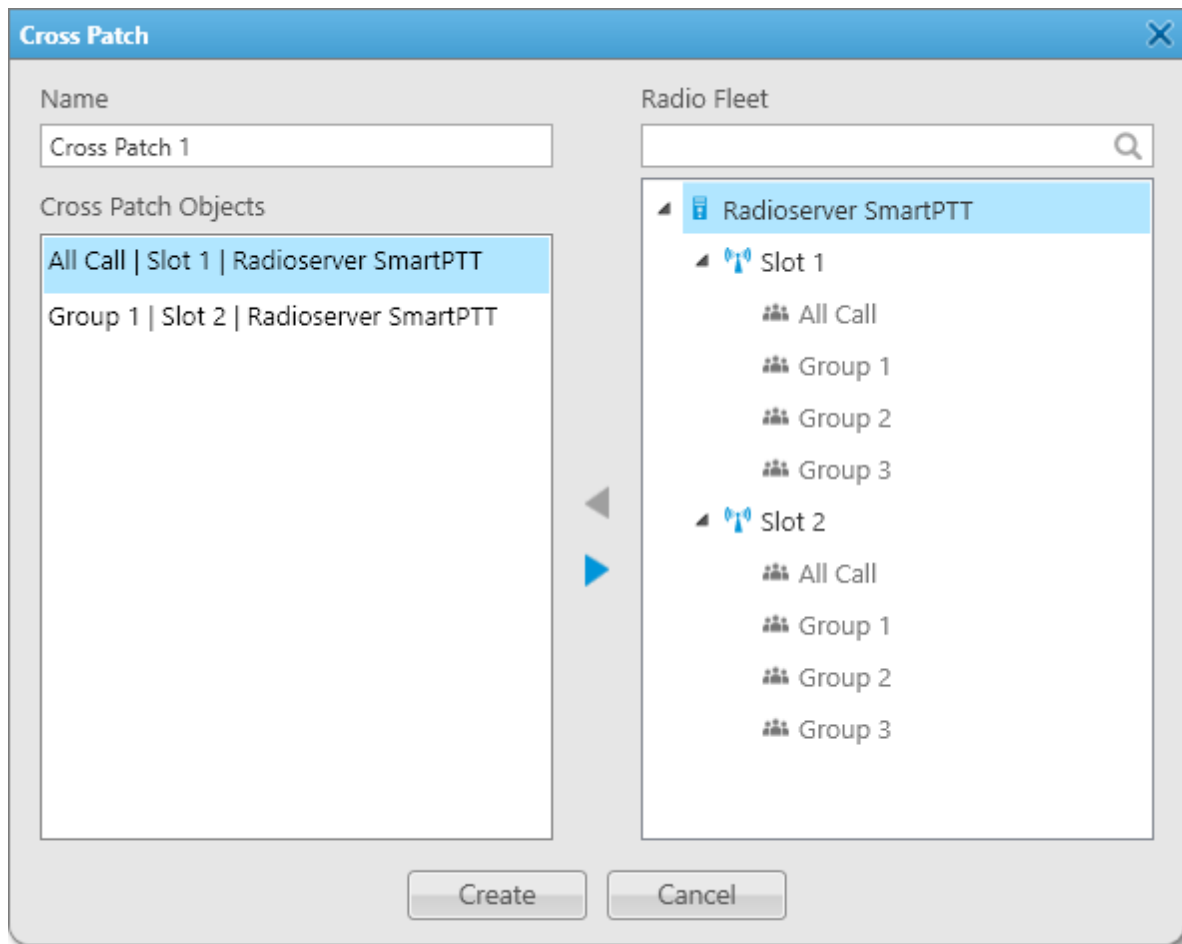 Cross Patch
Name
Cross Patch 1
Cross Patch Objects
All Call | Slot 1 | Radioserver SmartPTT
Group 1 | Slot 2 | Radioserver SmartPTT
Radio Fleet
Radioserver SmartPTT
Slot 1
All Call
Group 1
Group 2
Group 3
Slot 2
All Call
Group 1
Group 2
Group 3
Create
Cancel